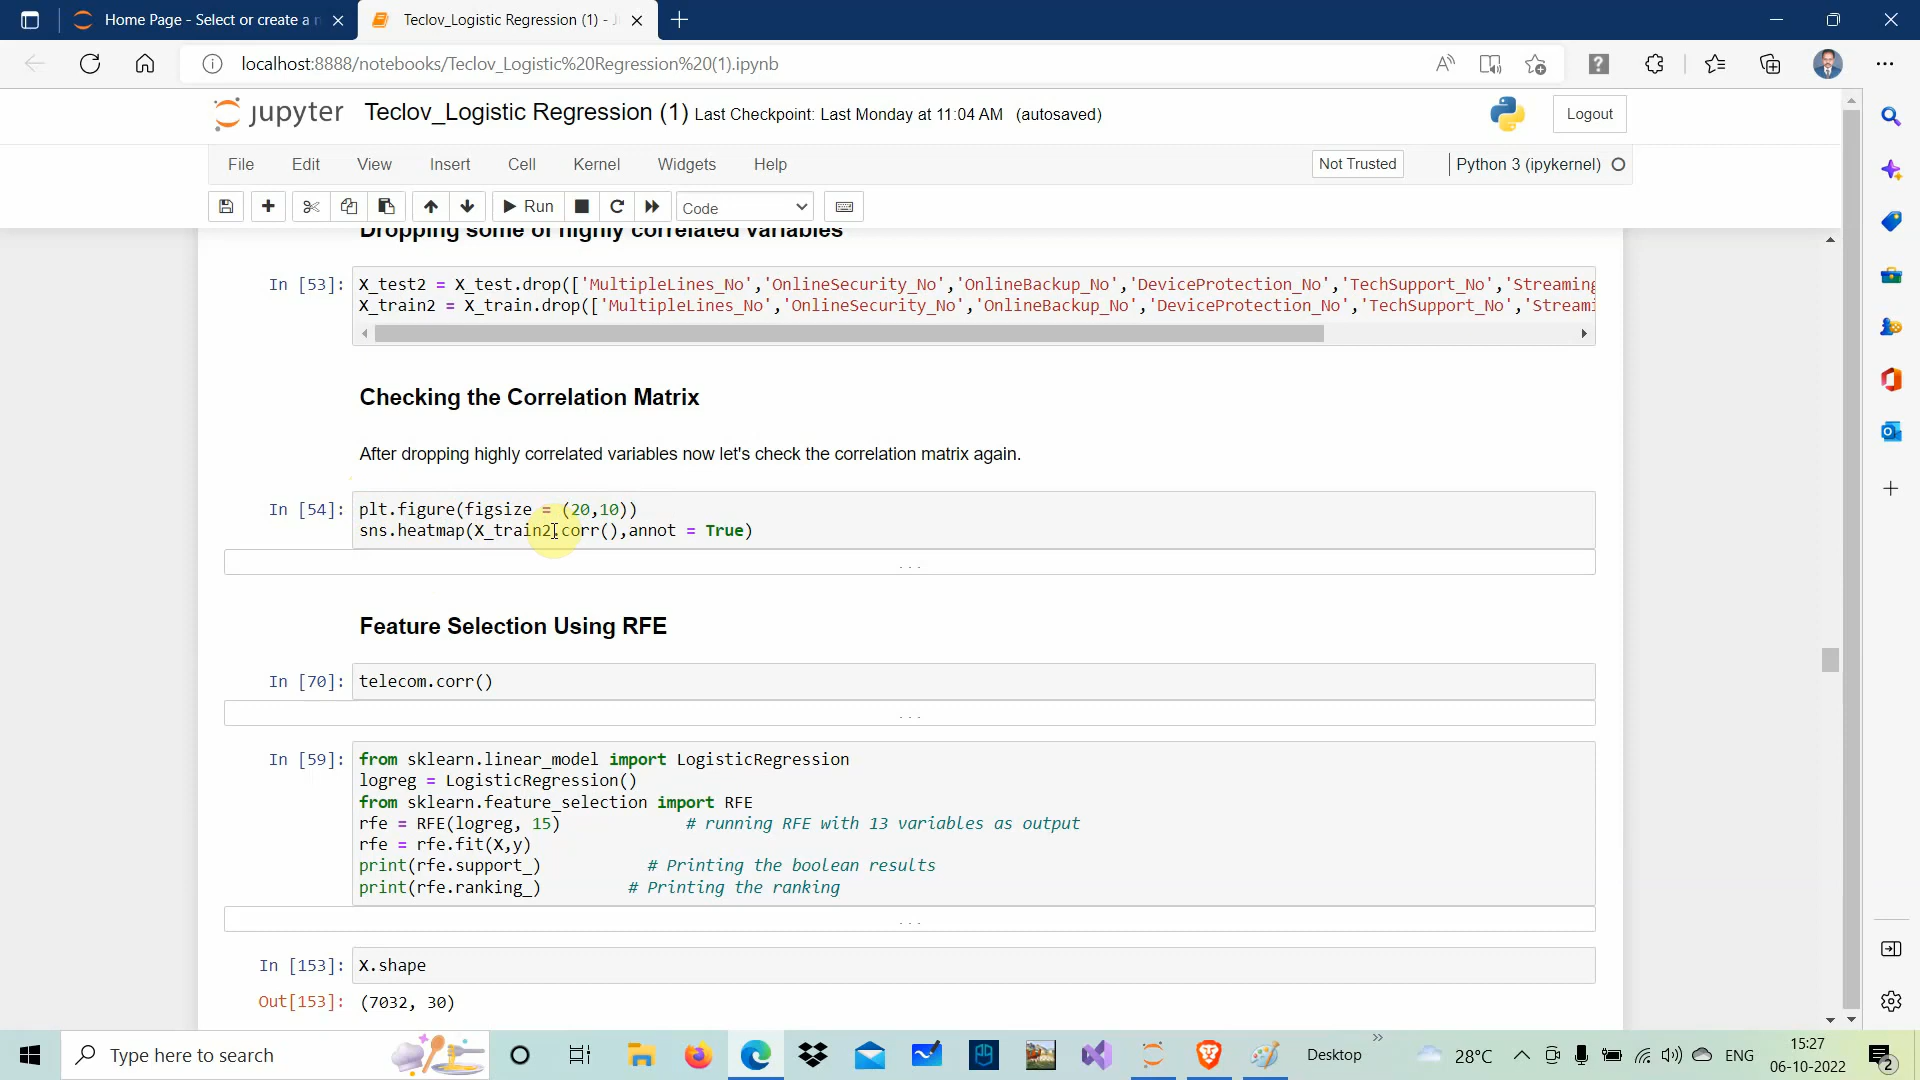 Home Page - Select or create a n
Teclov_Logistic Regression (1) - J
localhost:8888/notebooks/Teclov_Logistic%20Regression%20(1).ipynb
jupyter Teclov_Logistic Regression (1) Last Checkpoint: Last Monday at 11:04 AM (autosaved)
Logout
File Edit View Insert Cell Kernel Widgets Help
Not Trusted
Python 3 (ipykernel)
Run
Code
Dropping some of highly correlated variables
In [53]: X_test2 = X_test.drop(['MultipleLines_No','OnlineSecurity_No','OnlineBackup_No','DeviceProtection_No','TechSupport_No','Streaming
X_train2 = X_train.drop(['MultipleLines_No','OnlineSecurity_No','OnlineBackup_No','DeviceProtection_No','TechSupport_No','Streami
Checking the Correlation Matrix
After dropping highly correlated variables now let's check the correlation matrix again.
In [54]: plt.figure(figsize = (20,10))
sns.heatmap(X_train2.corr(),annot = True)
...
Feature Selection Using RFE
In [70]: telecom.corr()
...
In [59]: from sklearn.linear_model import LogisticRegression
logreg = LogisticRegression()
from sklearn.feature_selection import RFE
rfe = RFE(logreg, 15) # running RFE with 13 variables as output
rfe = rfe.fit(X,y)
print(rfe.support_) # Printing the boolean results
print(rfe.ranking_) # Printing the ranking
...
In [153]: X.shape
Out[153]: (7032, 30)
Type here to search
Desktop
28°C
ENG
15:27
06-10-2022
2